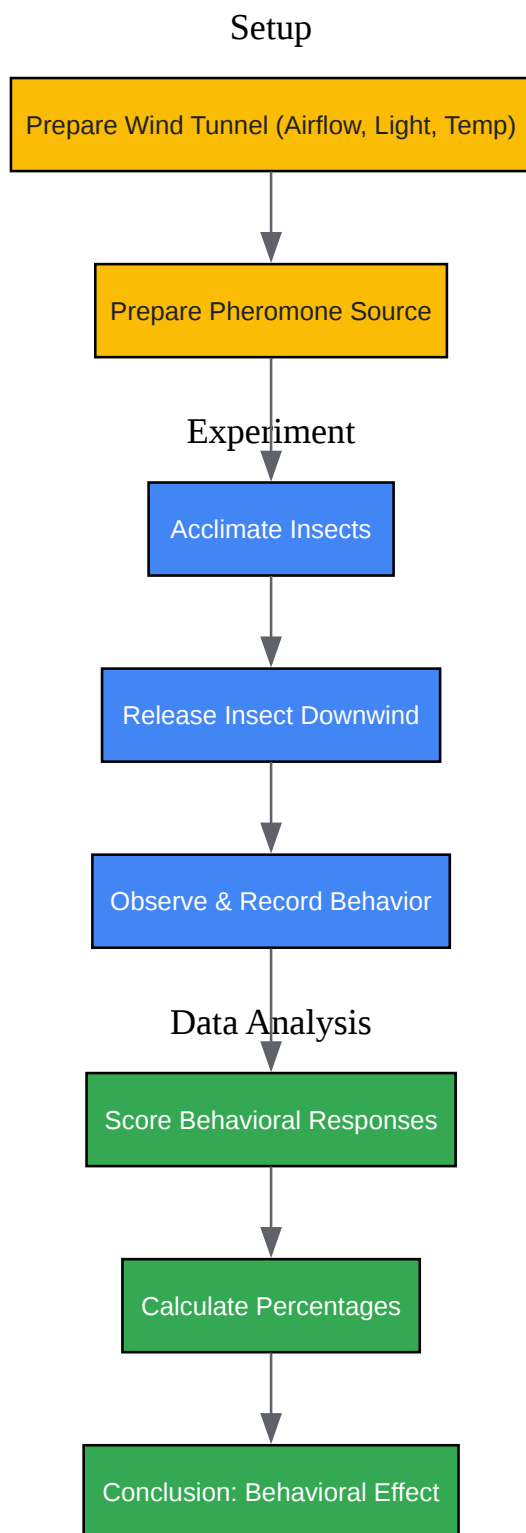 Setup
Prepare Wind Tunnel (Airflow, Light, Temp)
Prepare Pheromone Source
Experiment
Acclimate Insects
Release Insect Downwind
Observe & Record Behavior
Data Analysis
Score Behavioral Responses
Calculate Percentages
Conclusion: Behavioral Effect